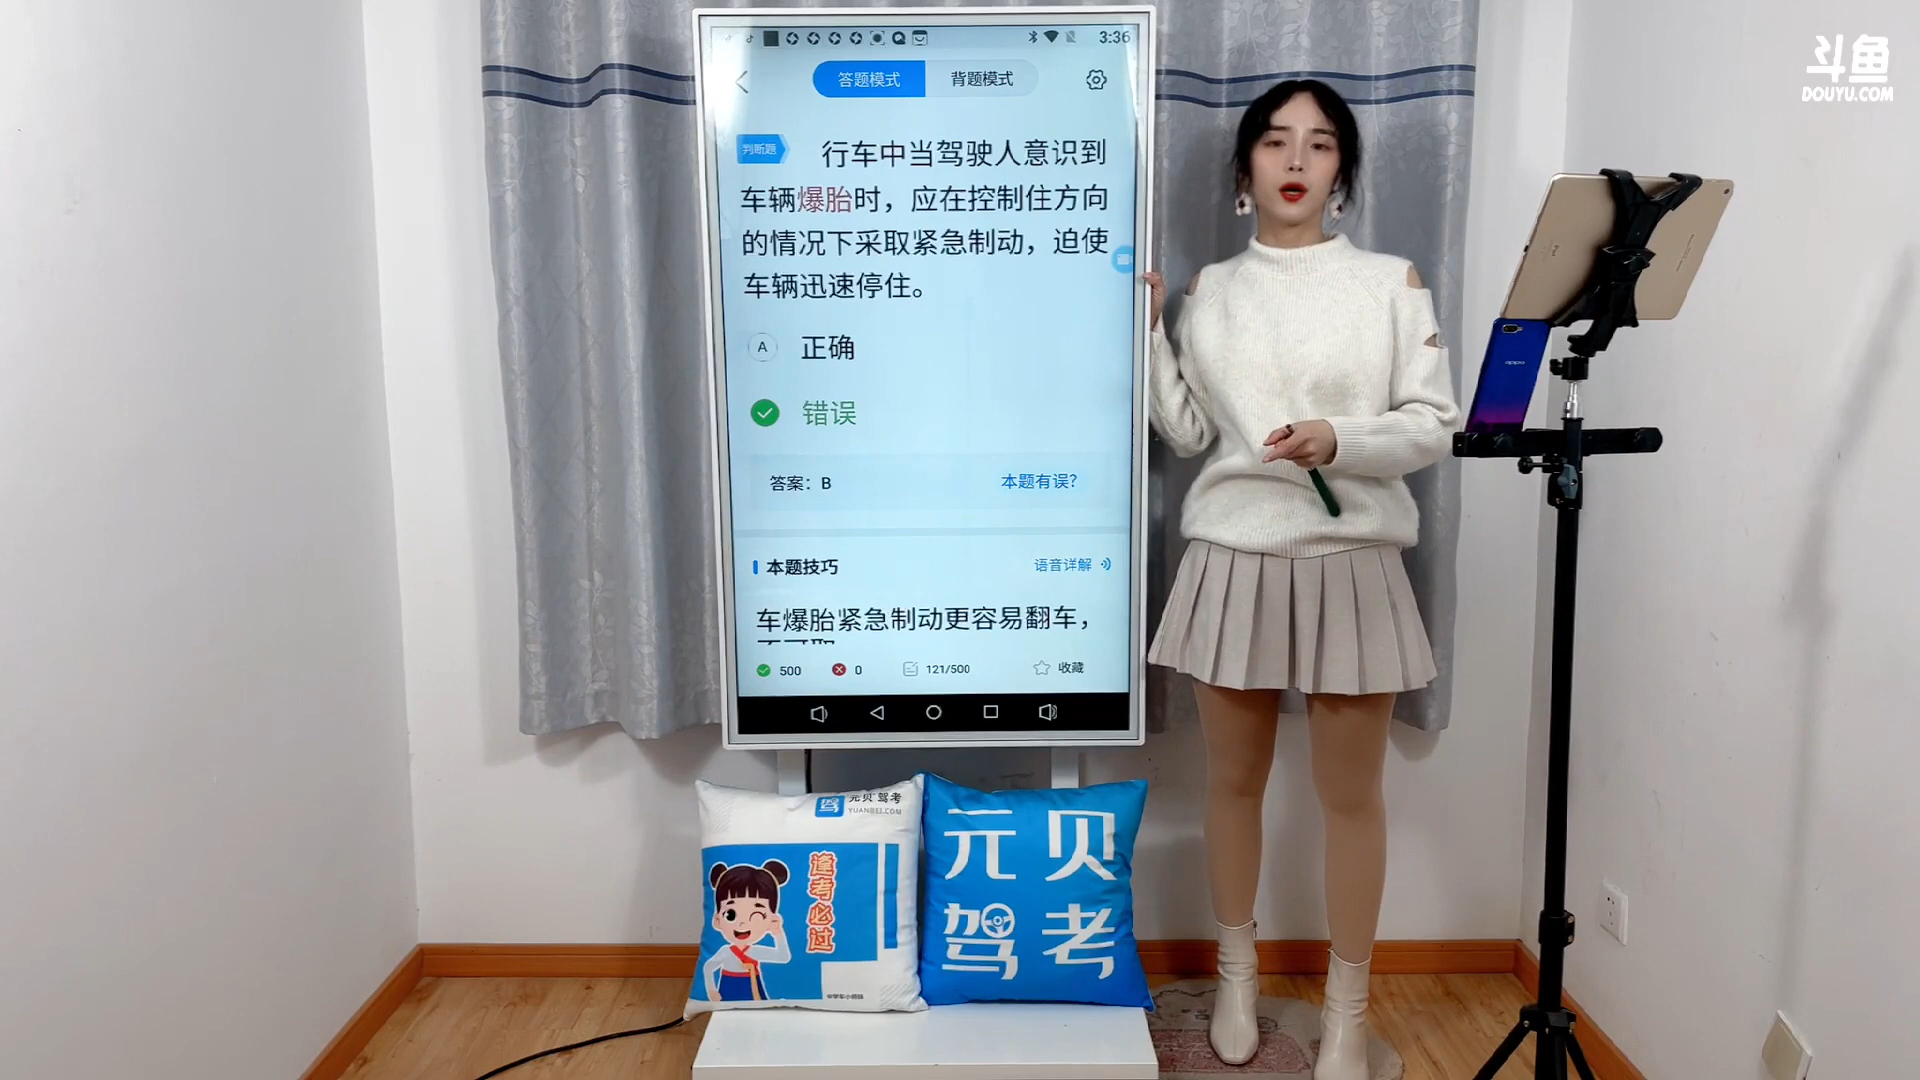 斗鱼
DOUYU.COM
3:36
答题模式 背题模式
判断题 行车中当驾驶人意识到
车辆爆胎时，应在控制住方向
的情况下采取紧急制动，迫使
车辆迅速停住。
A 正确
错误
答案：B 本题有误?
本题技巧 语音详解
车爆胎紧急制动更容易翻车，
500 0 121/500 收藏
oppo
元贝驾考
YUANBEI.COM
逢考必过
元贝
驾考